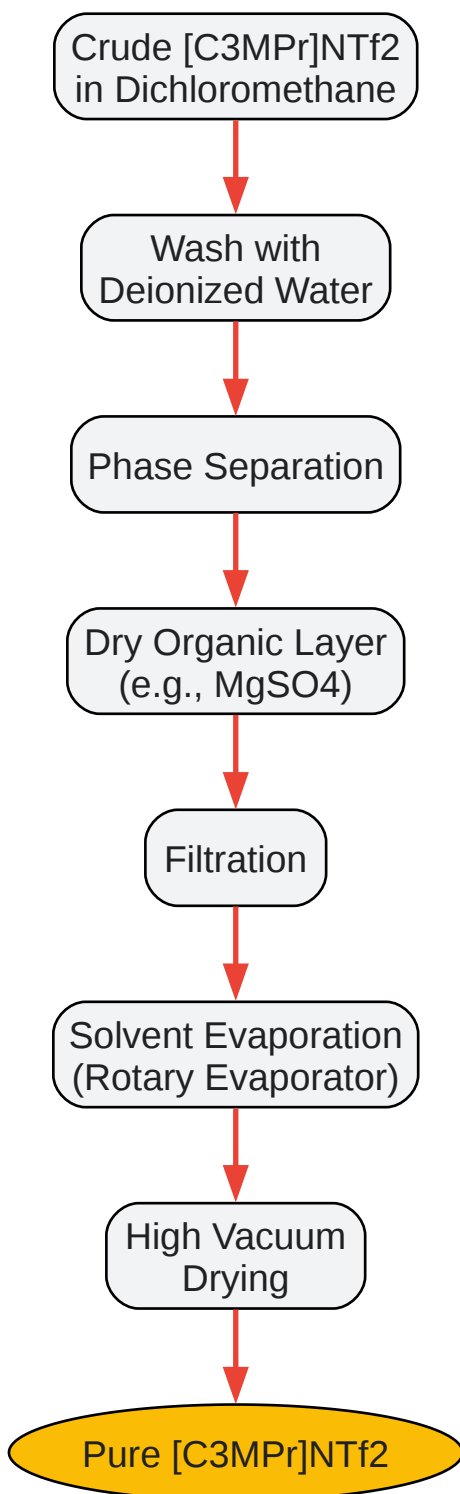 Crude [C3MPr]NTf2
in Dichloromethane
Wash with
Deionized Water
Phase Separation
Dry Organic Layer
(e.g., MgSO4)
Filtration
Solvent Evaporation
(Rotary Evaporator)
High Vacuum
Drying
Pure [C3MPr]NTf2